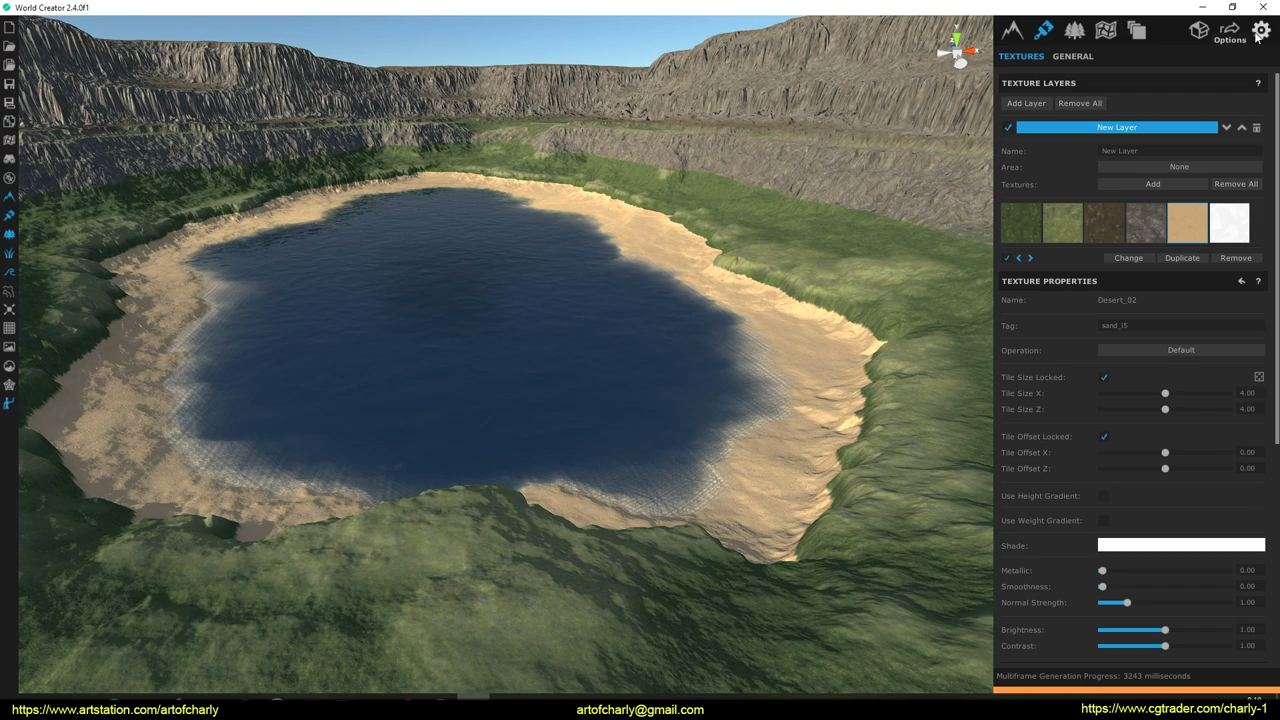 World Creator 2.4.0f1
Y
X
Options
TEXTURES GENERAL
TEXTURE LAYERS ?
Add Layer Remove All
New Layer
Name: New Layer
Area: None
Textures: Add Remove All
Change Duplicate Remove
TEXTURE PROPERTIES ?
Name: Desert_02
Tag: sand_l5
Operation: Default
Tile Size Locked:
Tile Size X: 4.00
Tile Size Z: 4.00
Tile Offset Locked:
Tile Offset X: 0.00
Tile Offset Z: 0.00
Use Height Gradient:
Use Weight Gradient:
Shade:
Metallic: 0.00
Smoothness: 0.00
Normal Strength: 1.00
Brightness: 1.00
Contrast: 1.00
Multiframe Generation Progress: 3243 milliseconds
https://www.artstation.com/artofcharly artofcharly@gmail.com https://www.cgtrader.com/charly-1